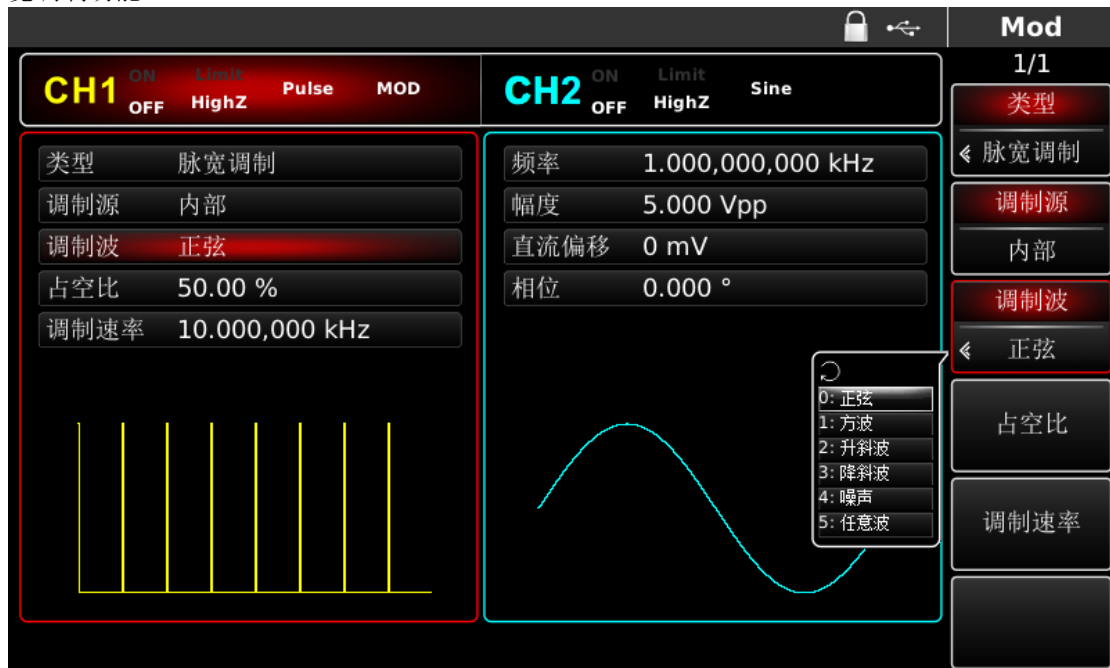 Mod
1/1
CH1 ON OFF Limit HighZ Pulse MOD
CH2 ON OFF Limit HighZ Sine
类型 脉宽调制
调制源 内部
调制波 正弦
占空比 50.00 %
调制速率 10.000,000 kHz
频率 1.000,000,000 kHz
幅度 5.000 Vpp
直流偏移 0 mV
相位 0.000 °
0: 正弦
1: 方波
2: 升斜波
3: 降斜波
4: 噪声
5: 任意波
类型
脉宽调制
调制源
内部
调制波
正弦
占空比
调制速率